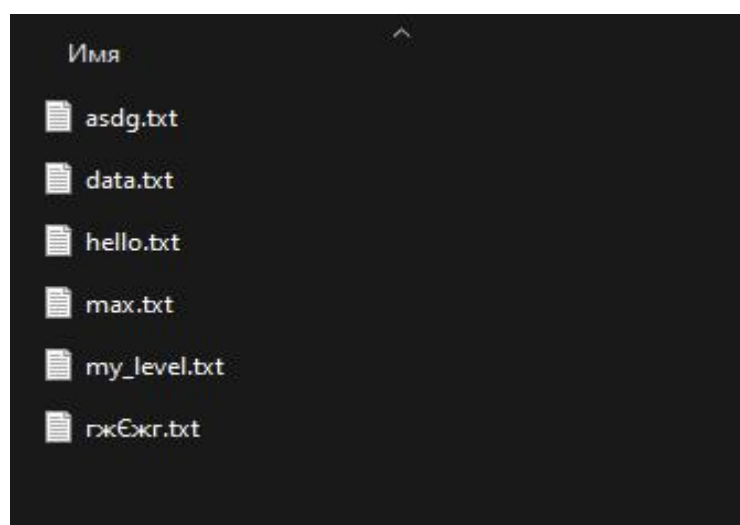 Имя
asdg.txt
data.txt
hello.txt
max.txt
my_level.txt
гжЄжг.txt